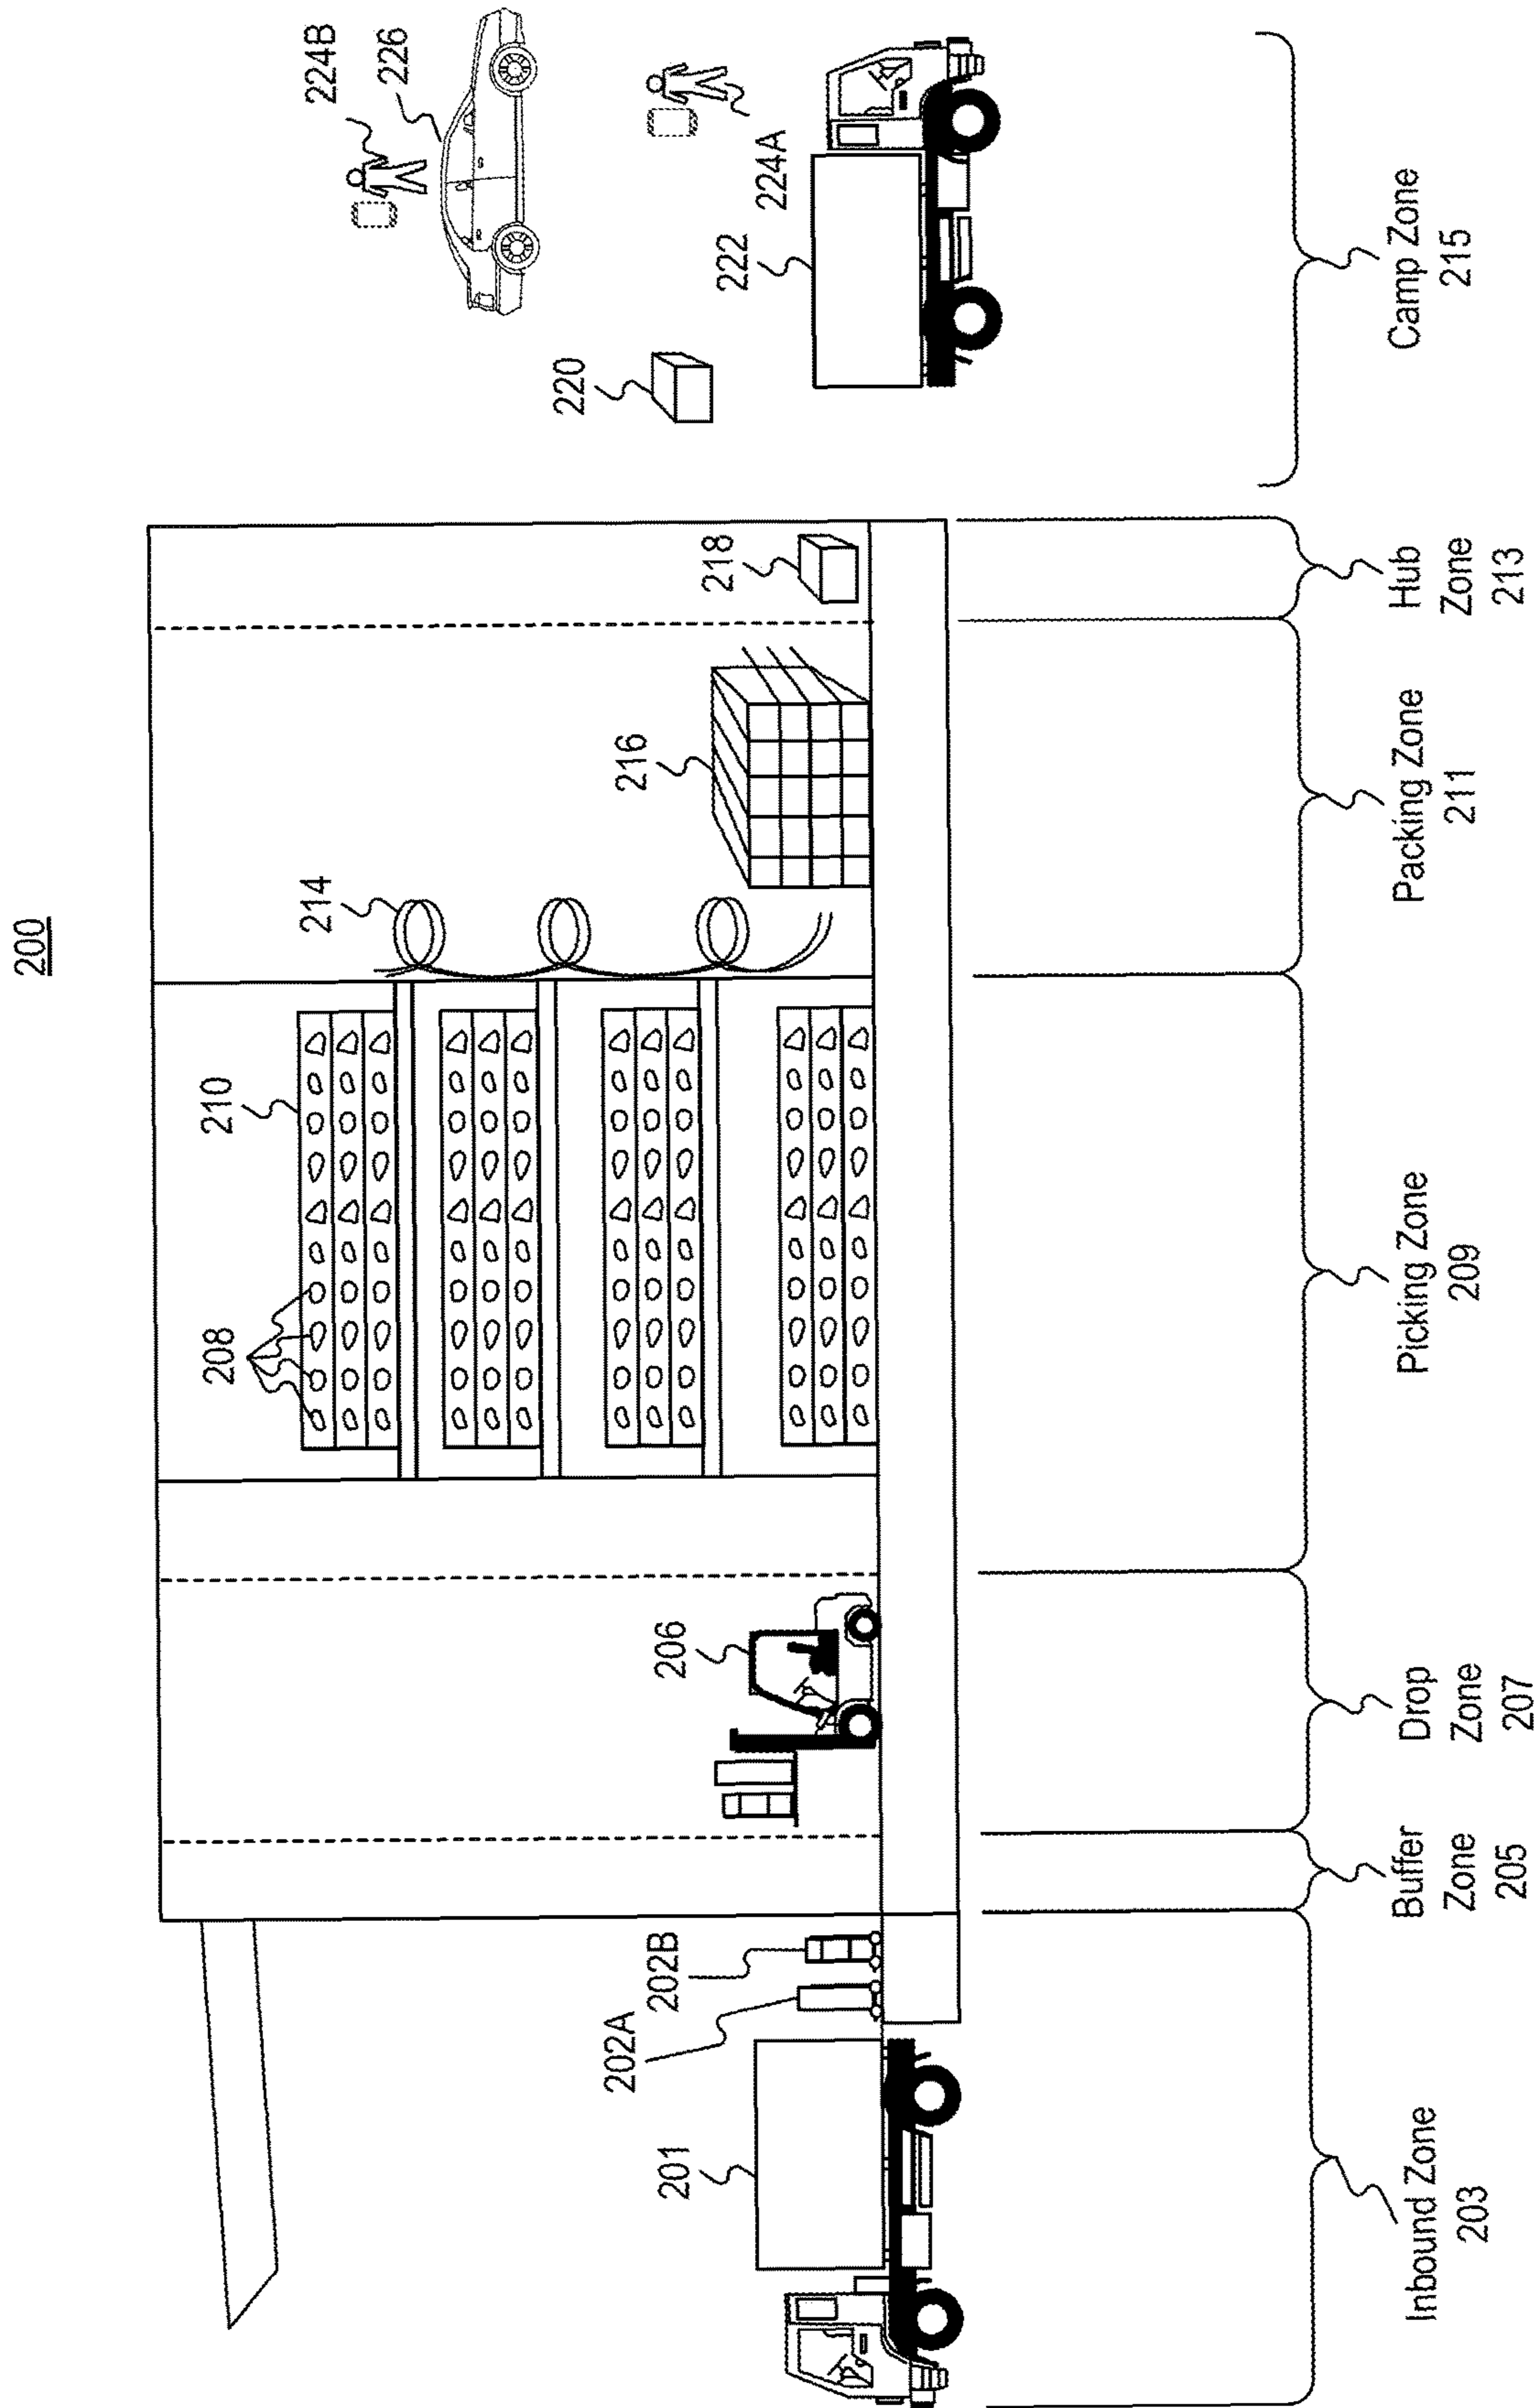 200
224B
226
224A
222
220
218
216
214
210
208
206
202B
202A
201
Inbound Zone
203
Buffer
Zone
205
Drop
Zone
207
Picking Zone
209
Packing Zone
211
Hub
Zone
213
Camp Zone
215